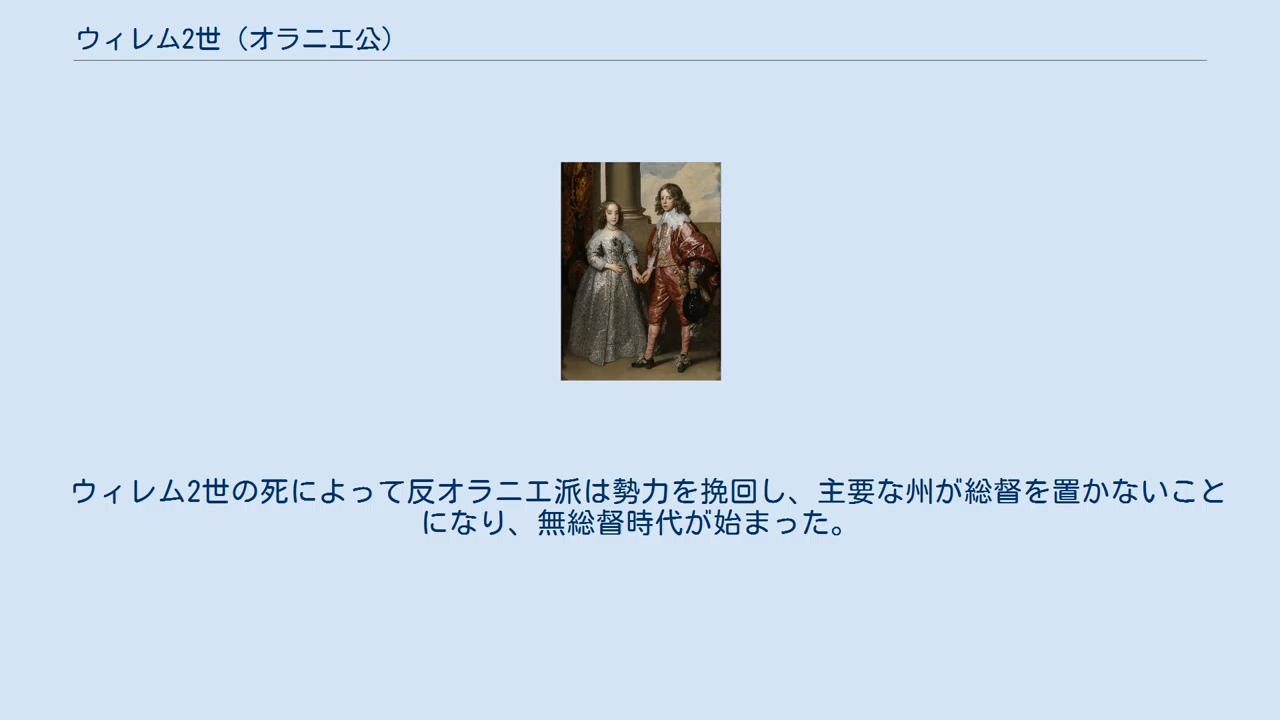 ウィレム2世（オラニエ公）
ウィレム2世の死によって反オラニエ派は勢力を挽回し、主要な州が総督を置かないこと
になり、無総督時代が始まった。